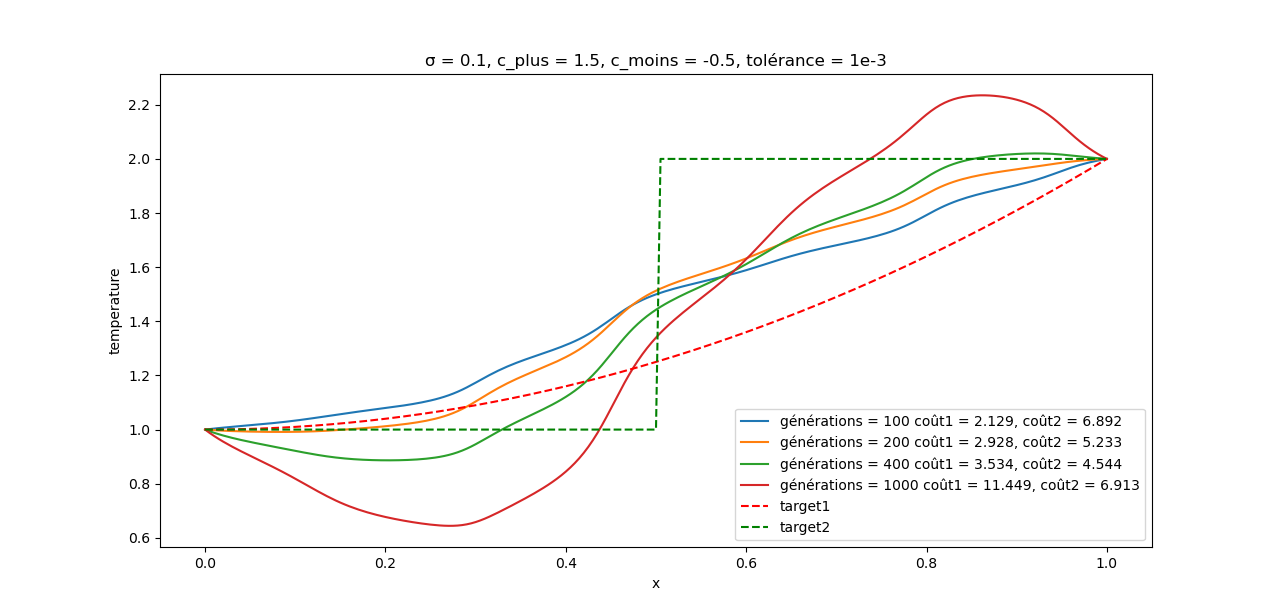 σ = 0.1, c_plus = 1.5, c_moins = -0.5, tolérance = 1e-3
2.2
2.0
1.8
1.6
1.4
1.2
1.0
0.8
0.6
temperature
générations = 100 coût1 = 2.129, coût2 = 6.892
générations = 200 coût1 = 2.928, coût2 = 5.233
générations = 400 coût1 = 3.534, coût2 = 4.544
générations = 1000 coût1 = 11.449, coût2 = 6.913
target1
target2
0.0 0.2 0.4 0.6 0.8 1.0
x